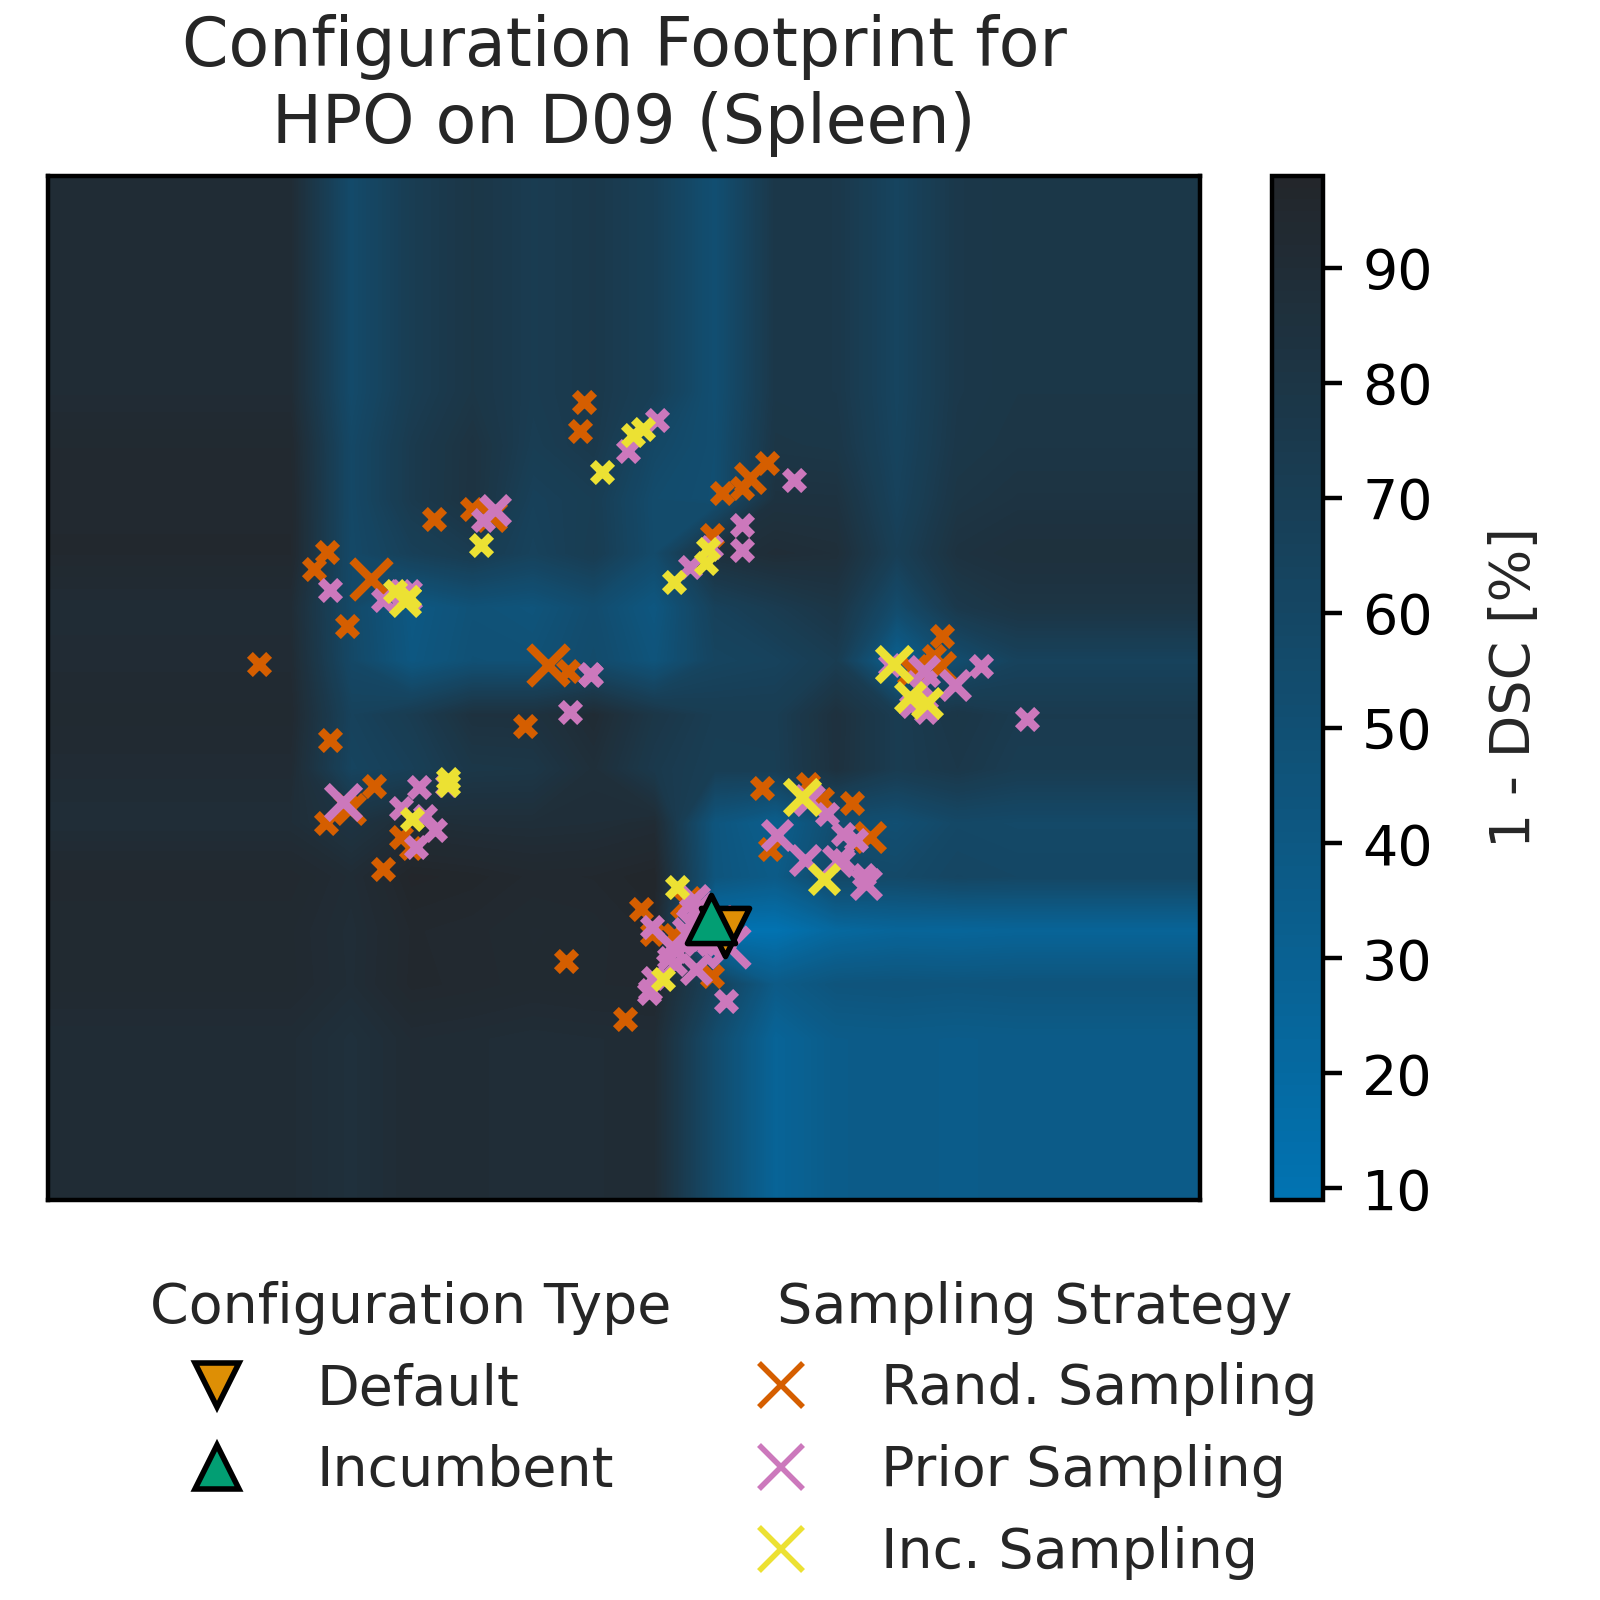 Configuration Footprint for
HPO on D09 (Spleen)
90
80
70
60
50
40
30
20
10
1 - DSC [%]
Configuration Type
Default
Incumbent
Sampling Strategy
Rand. Sampling
Prior Sampling
Inc. Sampling